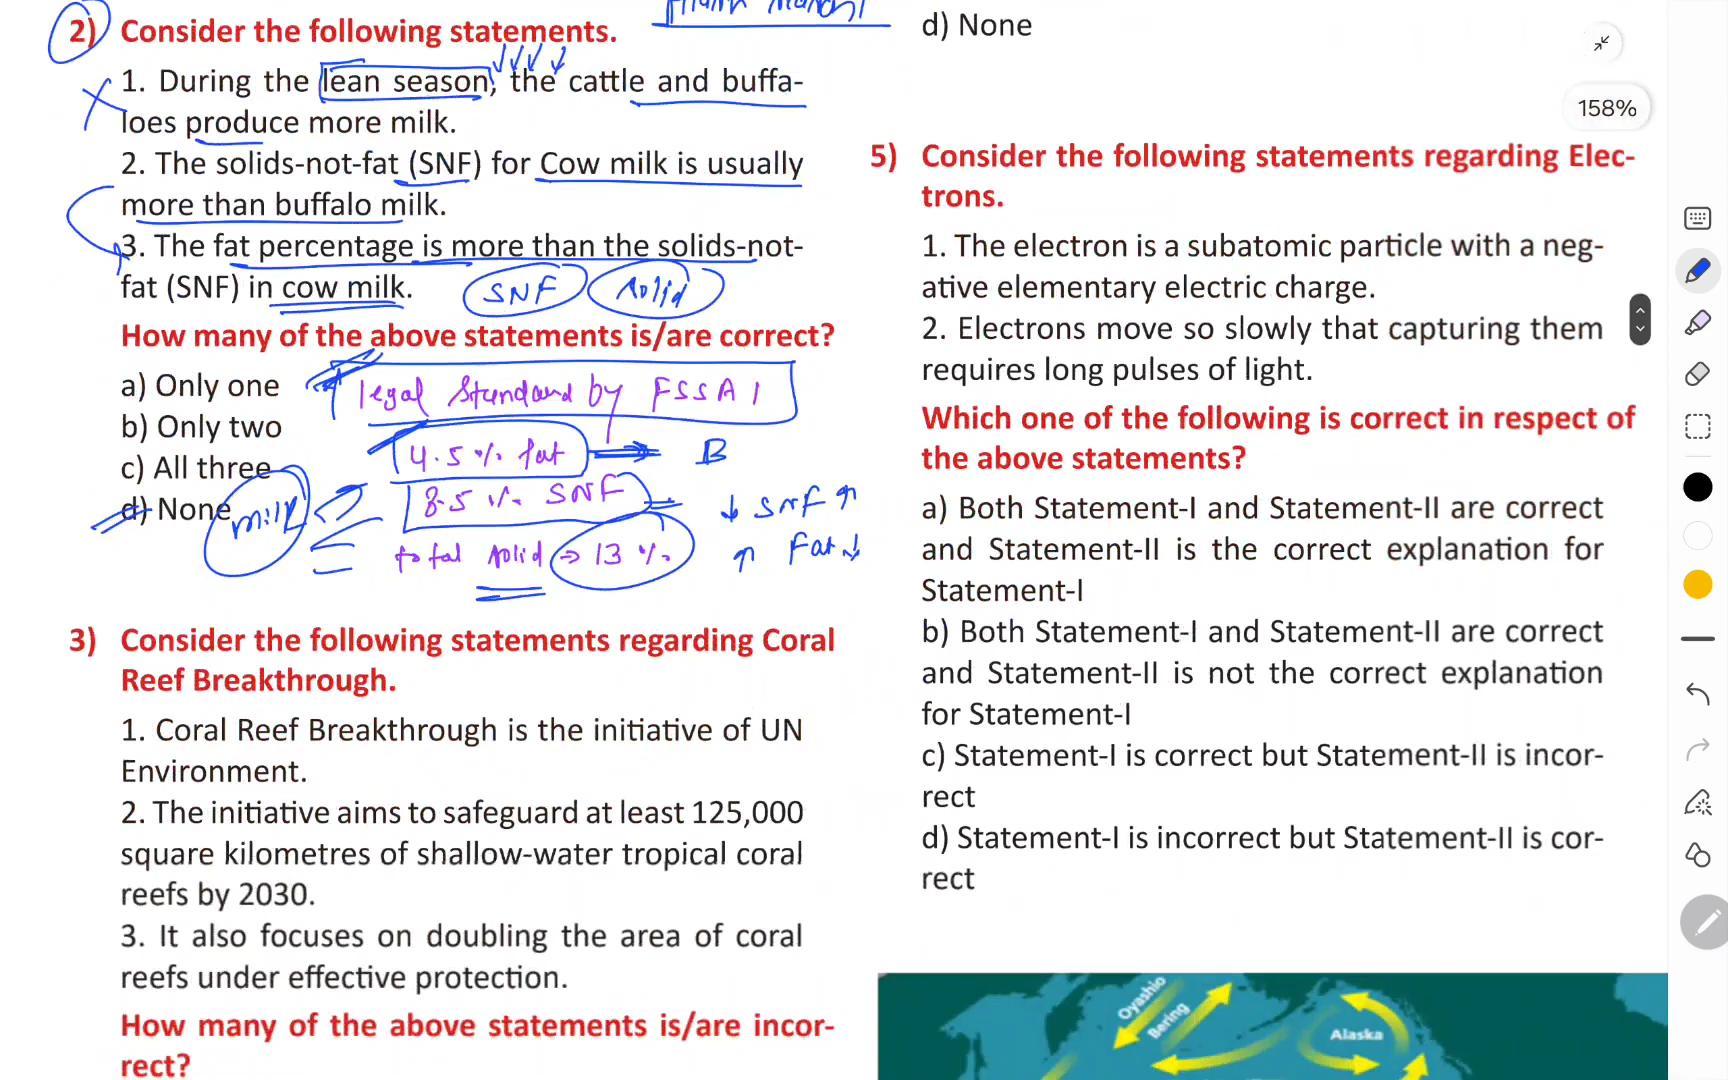 2) Consider the following statements.
1. During the lean season, the cattle and buffa-
loes produce more milk.
2. The solids-not-fat (SNF) for Cow milk is usually
more than buffalo milk.
3. The fat percentage is more than the solids-not-
fat (SNF) in cow milk.
SNF solid
How many of the above statements is/are correct?
a) Only one
b) Only two
c) All three
d) None
legal standard by FSSAI
4.5 % fat B
8.5 % SNF
milk
total solid ⇒ 13 %
↓ SNF ↑
↑ Fat ↓
3) Consider the following statements regarding Coral
Reef Breakthrough.
1. Coral Reef Breakthrough is the initiative of UN
Environment.
2. The initiative aims to safeguard at least 125,000
square kilometres of shallow-water tropical coral
reefs by 2030.
3. It also focuses on doubling the area of coral
reefs under effective protection.
How many of the above statements is/are incor-
rect?
d) None
158%
5) Consider the following statements regarding Elec-
trons.
1. The electron is a subatomic particle with a neg-
ative elementary electric charge.
2. Electrons move so slowly that capturing them
requires long pulses of light.
Which one of the following is correct in respect of
the above statements?
a) Both Statement-I and Statement-II are correct
and Statement-II is the correct explanation for
Statement-I
b) Both Statement-I and Statement-II are correct
and Statement-II is not the correct explanation
for Statement-I
c) Statement-I is correct but Statement-II is incor-
rect
d) Statement-I is incorrect but Statement-II is cor-
rect
Oyashio
Bering
Alaska